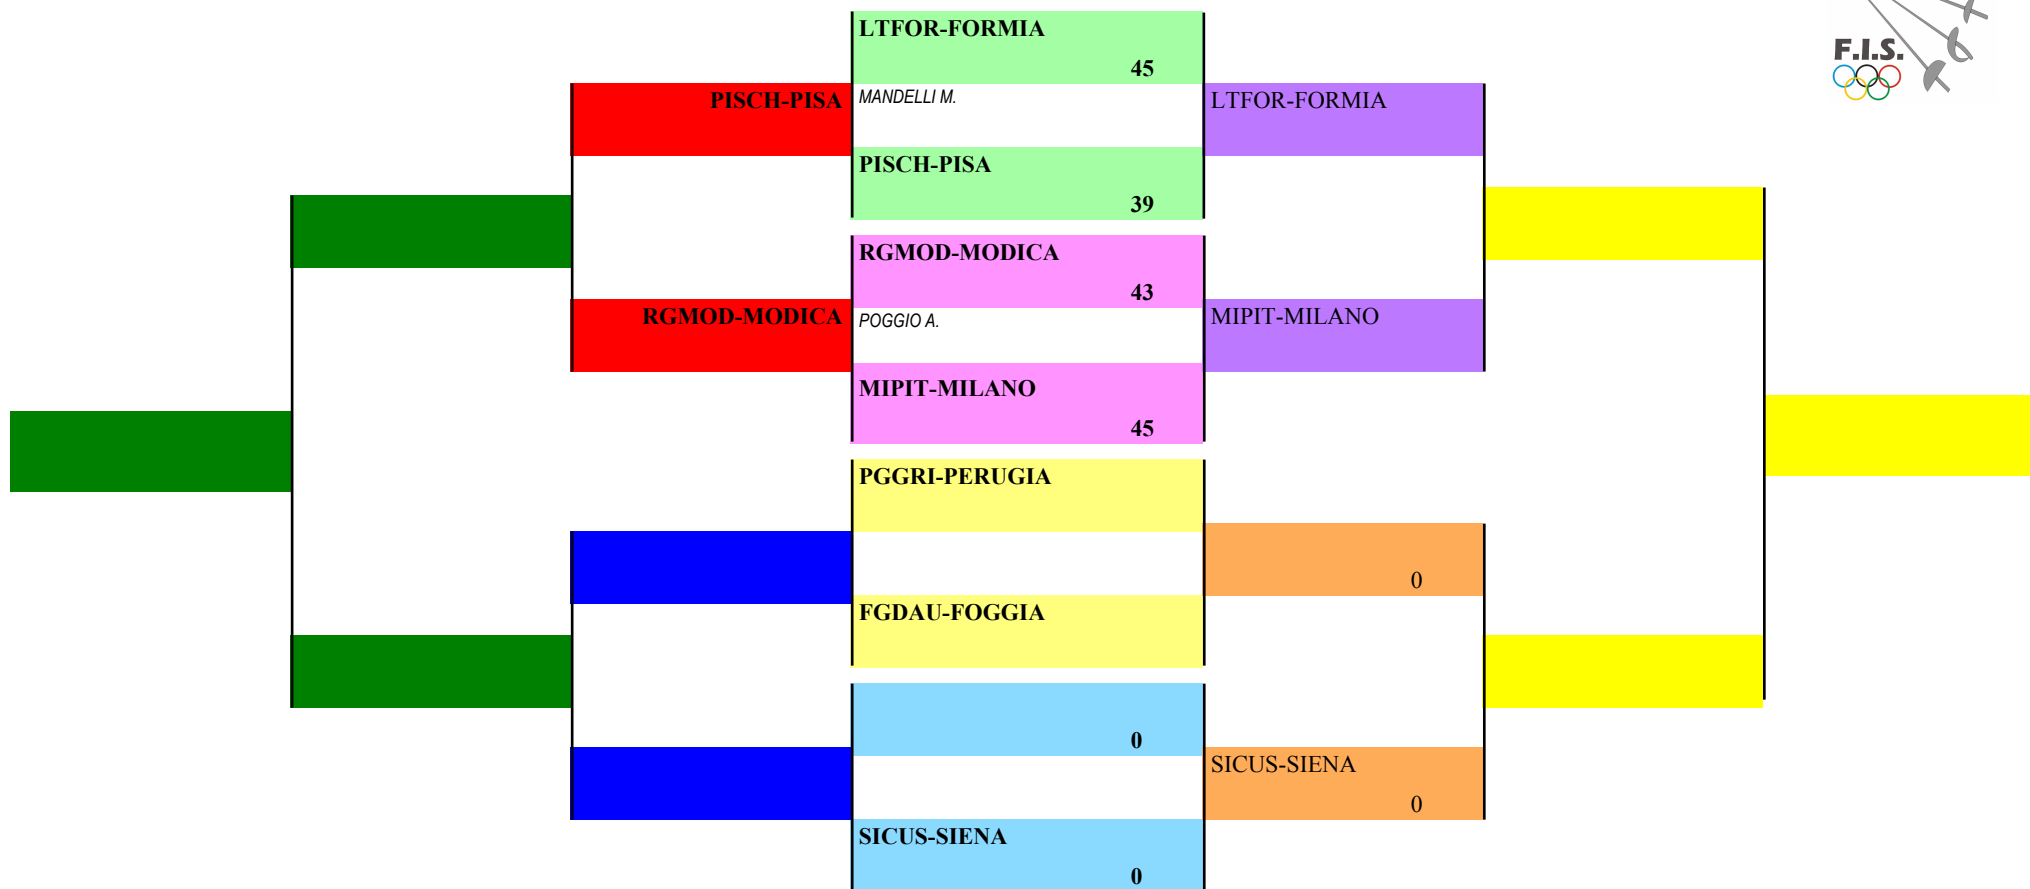 LTFOR-FORMIA
45
F.I.S.
PISCH-PISA
MANDELLI M.
LTFOR-FORMIA
PISCH-PISA
39
RGMOD-MODICA
43
RGMOD-MODICA
POGGIO A.
MIPIT-MILANO
MIPIT-MILANO
45
PGGRI-PERUGIA
0
FGDAU-FOGGIA
0
SICUS-SIENA
0
SICUS-SIENA
0